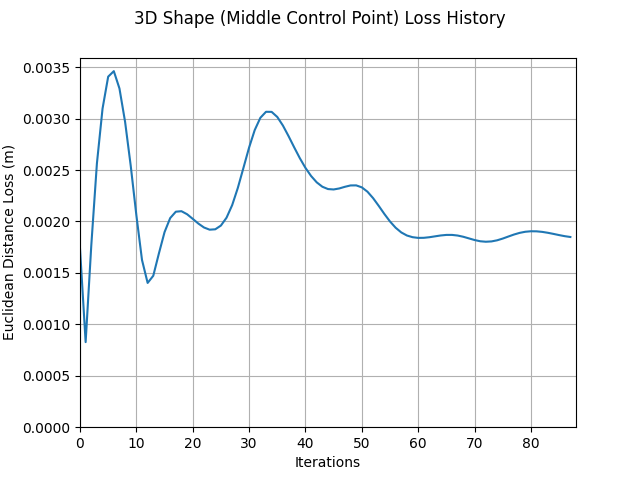 3D Shape (Middle Control Point) Loss History
0.0035
0.0030
0.0025
0.0020
0.0015
0.0010
0.0005
0.0000
Euclidean Distance Loss (m)
0 10 20 30 40 50 60 70 80
Iterations